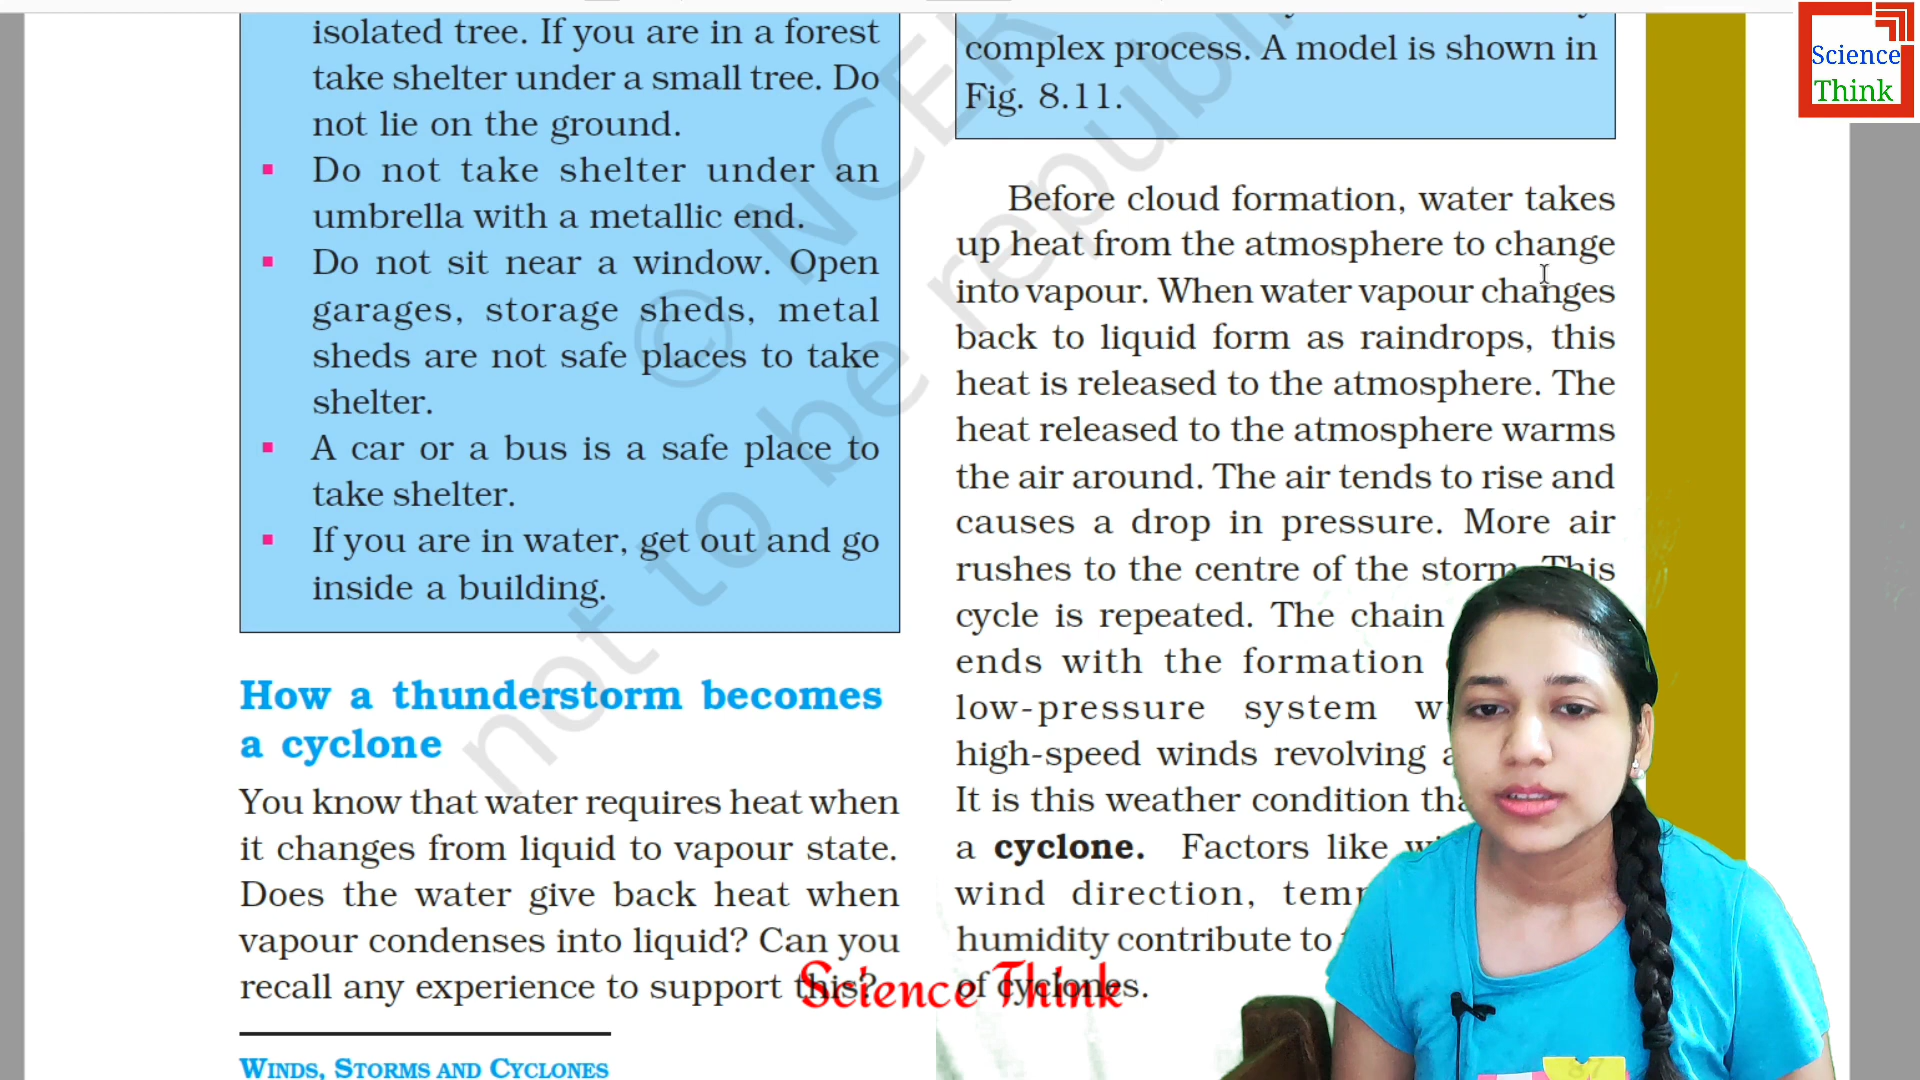 isolated tree. If you are in a forest
take shelter under a small tree. Do
not lie on the ground.
Do not take shelter under an
umbrella with a metallic end.
Do not sit near a window. Open
garages, storage sheds, metal
sheds are not safe places to take
shelter.
A car or a bus is a safe place to
take shelter.
If you are in water, get out and go
inside a building.
How a thunderstorm becomes
a cyclone
You know that water requires heat when
it changes from liquid to vapour state.
Does the water give back heat when
vapour condenses into liquid? Can you
recall any experience to support this?
WINDS, STORMS AND CYCLONES
complex process. A model is shown in
Fig. 8.11.
Before cloud formation, water takes
up heat from the atmosphere to change
into vapour. When water vapour changes
back to liquid form as raindrops, this
heat is released to the atmosphere. The
heat released to the atmosphere warms
the air around. The air tends to rise and
causes a drop in pressure. More air
rushes to the centre of the storm. This
cycle is repeated. The chain
ends with the formation
low-pressure system
high-speed winds revolving
It is this weather condition
a cyclone. Factors like
wind direction,
humidity contribute to
of cyclones.
87
Science
Think
Science Think
not to be